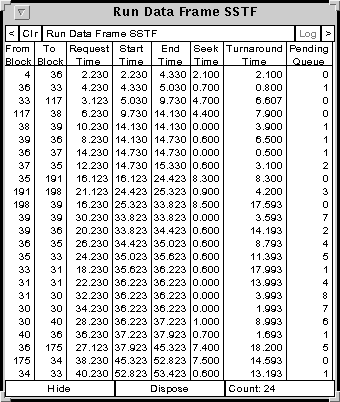 Run Data Frame SSTF
< Clr Run Data Frame SSTF Log >
From To Request Start End Seek Turnaround Pending
Block Block Time Time Time Time Time Queue
4 36 2.230 2.230 4.330 2.100 2.100 0
36 33 4.230 4.330 5.030 0.700 0.800 1
33 117 3.123 5.030 9.730 4.700 6.607 0
117 38 6.230 9.730 14.130 4.400 7.900 0
38 39 10.230 14.130 14.130 0.000 3.900 1
39 36 8.230 14.130 14.730 0.600 6.500 1
36 37 14.230 14.730 14.730 0.000 0.500 1
37 35 12.230 14.730 15.330 0.600 3.100 2
35 191 16.123 16.123 24.423 8.300 8.300 0
191 198 21.123 24.423 25.323 0.900 4.200 3
198 39 16.230 25.323 33.823 8.500 17.593 0
39 39 30.230 33.823 33.823 0.000 3.593 7
39 36 20.230 33.823 34.423 0.600 14.193 2
36 35 26.230 34.423 35.023 0.600 8.793 4
35 33 24.230 35.023 35.623 0.600 11.393 5
33 31 18.230 35.623 36.223 0.600 17.993 1
31 33 22.230 36.223 36.223 0.000 13.993 4
31 31 32.230 36.223 36.223 0.000 3.993 8
31 30 34.230 36.223 36.223 0.000 1.993 7
30 40 28.230 36.223 37.223 1.000 8.993 6
40 36 36.230 37.223 37.923 0.700 1.693 1
36 175 27.123 37.923 45.323 7.400 18.200 5
175 34 38.230 45.323 52.823 7.500 14.593 0
34 33 40.230 52.823 53.423 0.600 13.193 1
Hide Dispose Count: 24